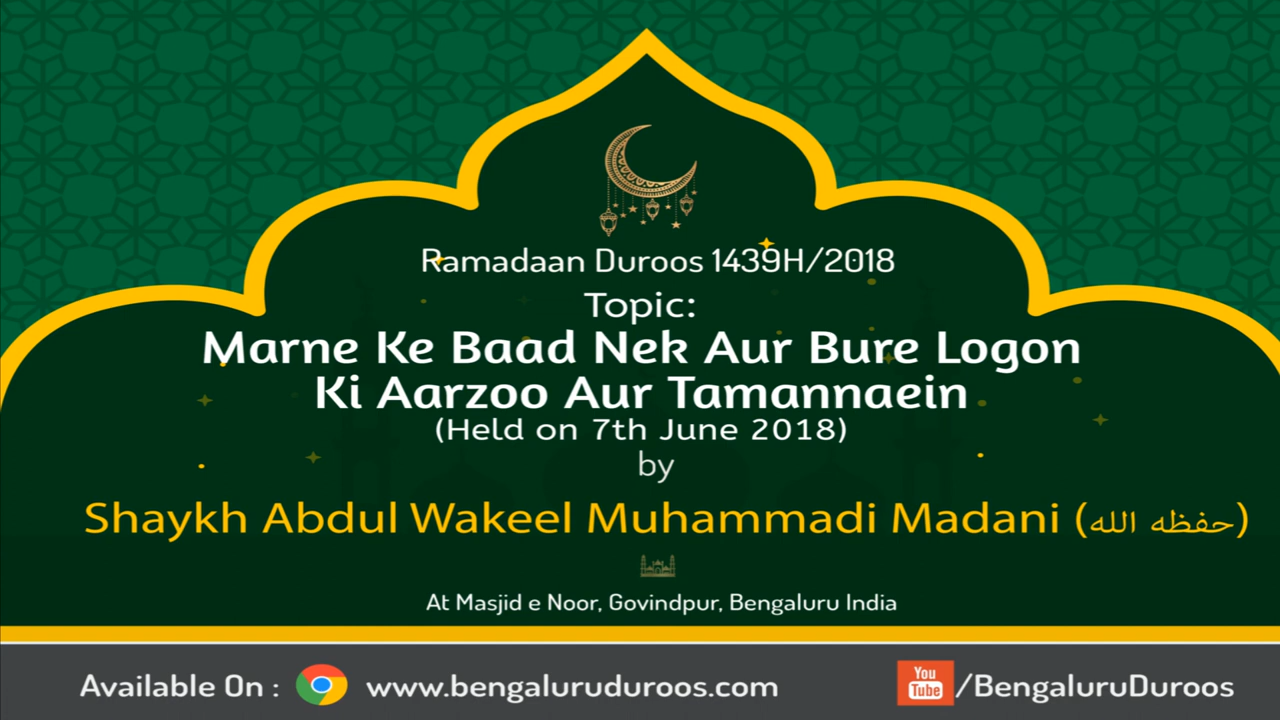 Ramadaan Duroos 1439H/2018
Topic:
Marne Ke Baad Nek Aur Bure Logon
Ki Aarzoo Aur Tamannaein
(Held on 7th June 2018)
by
Shaykh Abdul Wakeel Muhammadi Madani (حفظه الله)
At Masjid e Noor, Govindpur, Bengaluru India
Available On : www.bengaluruduroos.com
You
Tube /BengaluruDuroos